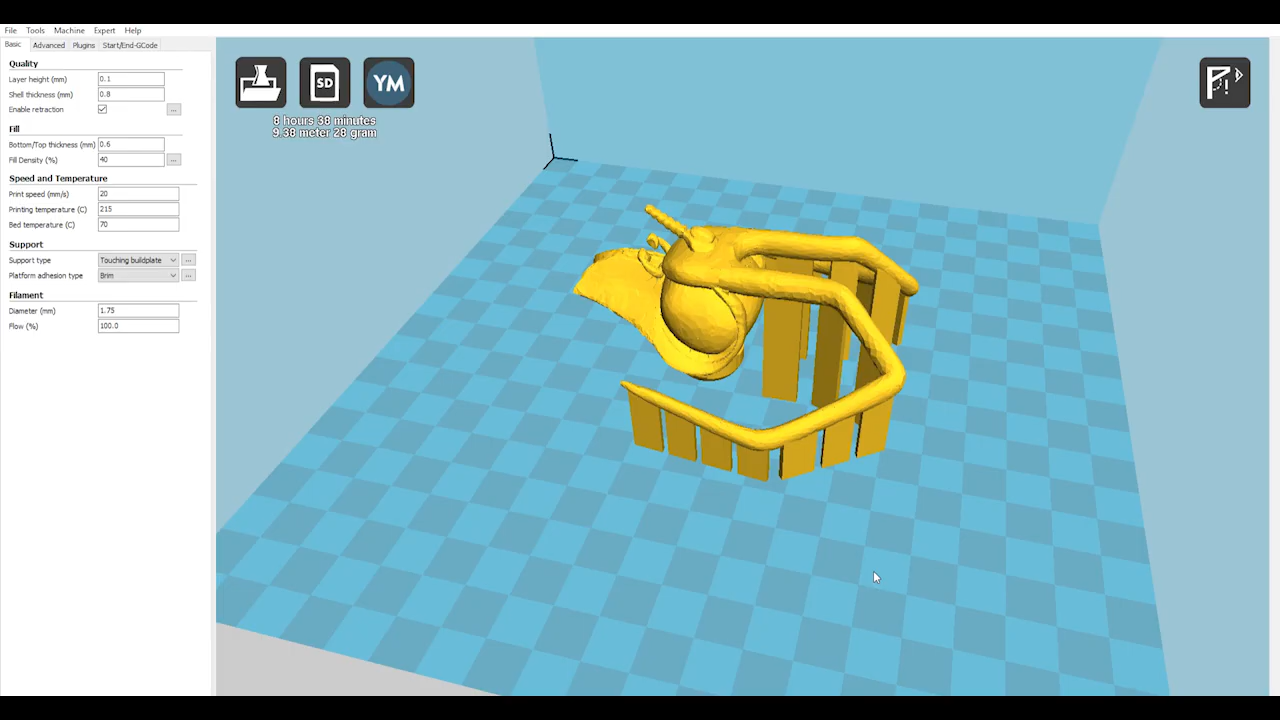 File Tools Machine Expert Help
Basic Advanced Plugins Start/End-GCode
Quality
Layer height (mm) 0.1
Shell thickness (mm) 0.8
Enable retraction ...
Fill
Bottom/Top thickness (mm) 0.6
Fill Density (%) 40 ...
Speed and Temperature
Print speed (mm/s) 20
Printing temperature (C) 215
Bed temperature (C) 70
Support
Support type Touching buildplate ...
Platform adhesion type Brim ...
Filament
Diameter (mm) 1.75
Flow (%) 100.0
SD YM
8 hours 38 minutes
9.38 meter 28 gram
!